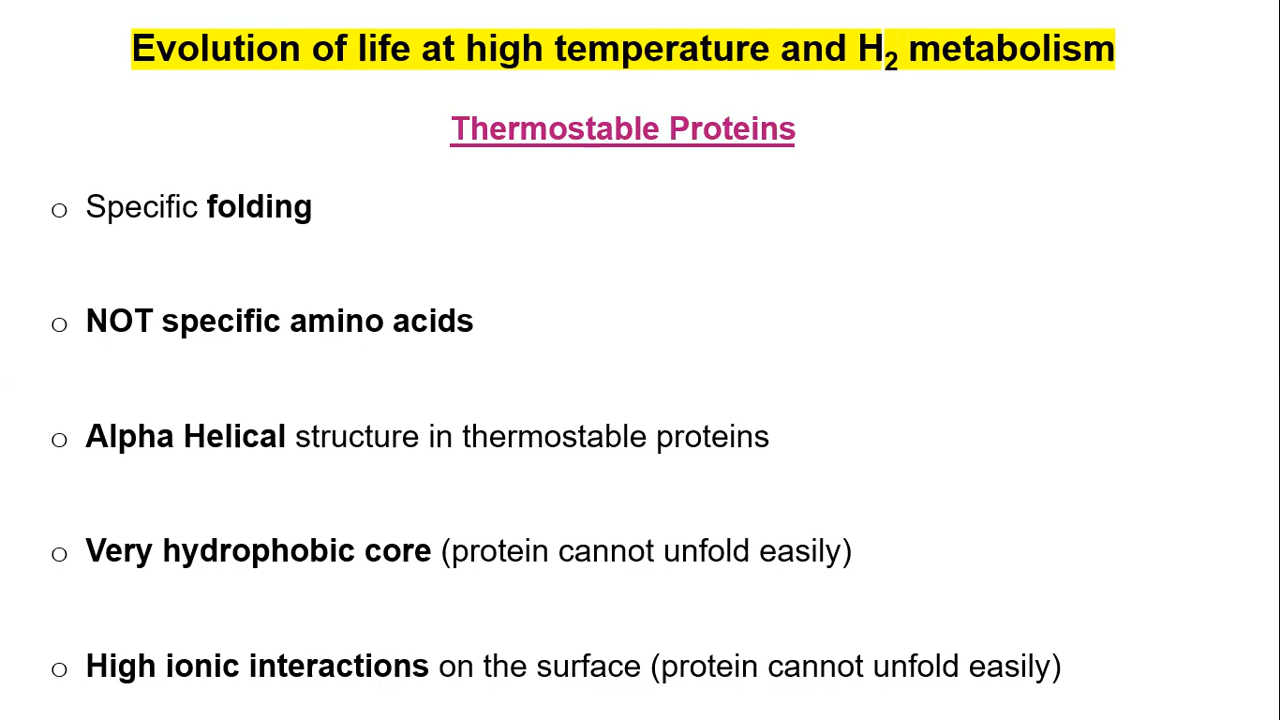 Evolution of life at high temperature and H₂ metabolism
Thermostable Proteins
o Specific folding
o NOT specific amino acids
o Alpha Helical structure in thermostable proteins
o Very hydrophobic core (protein cannot unfold easily)
o High ionic interactions on the surface (protein cannot unfold easily)